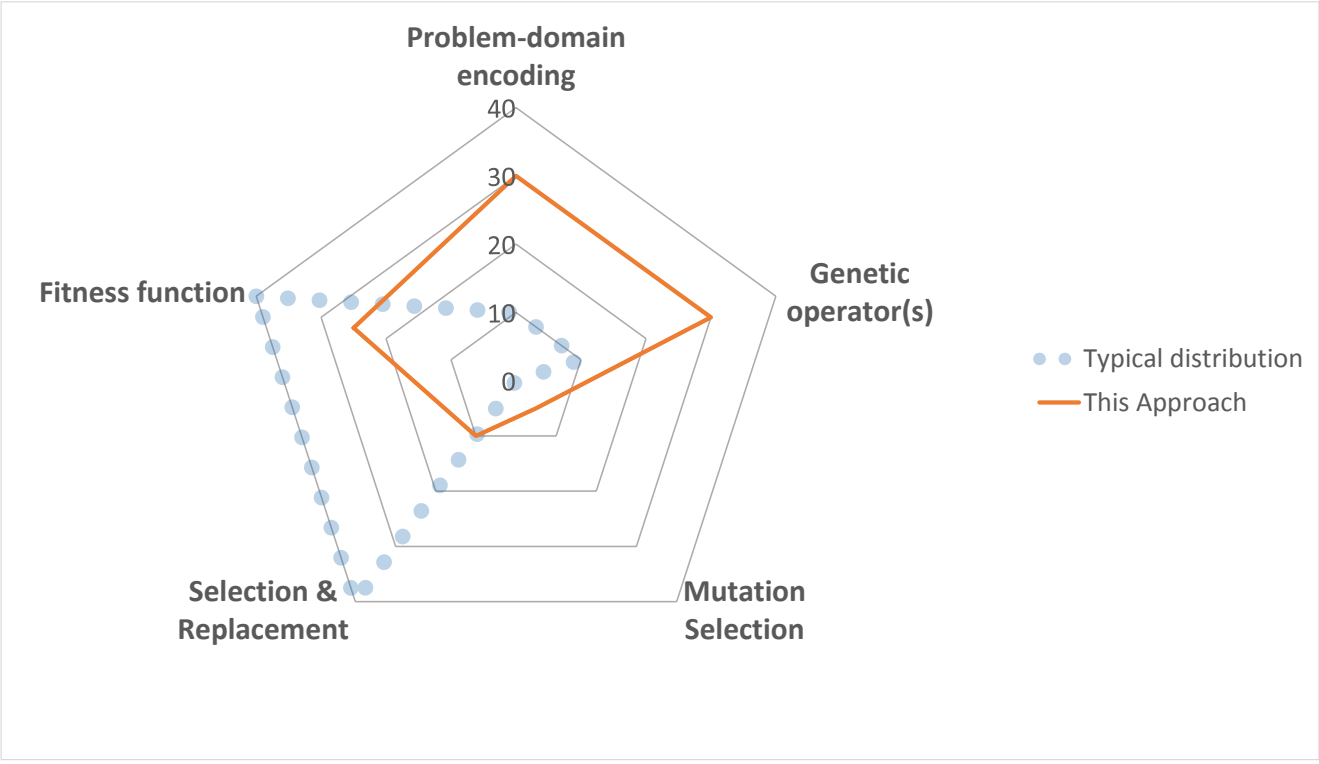 Problem-domain
encoding
40
30
20
10
0
Genetic
operator(s)
Fitness function
Typical distribution
This Approach
Selection &
Replacement
Mutation
Selection